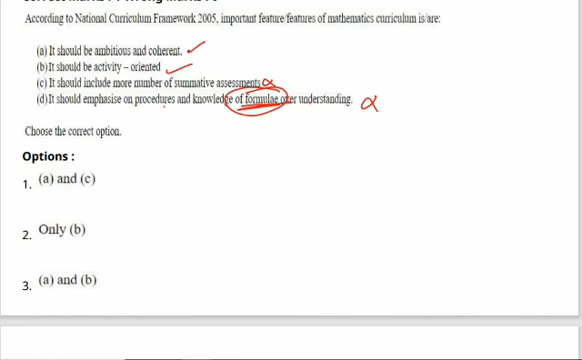 According to National Curriculum Framework 2005, important feature/features of mathematics curriculum is/are:
(a) It should be ambitious and coherent.
(b) It should be activity – oriented
(c) It should include more number of summative assessments
(d) It should emphasise on procedures and knowledge of formulae over understanding.
Choose the correct option.
Options :
1. (a) and (c)
2. Only (b)
3. (a) and (b)